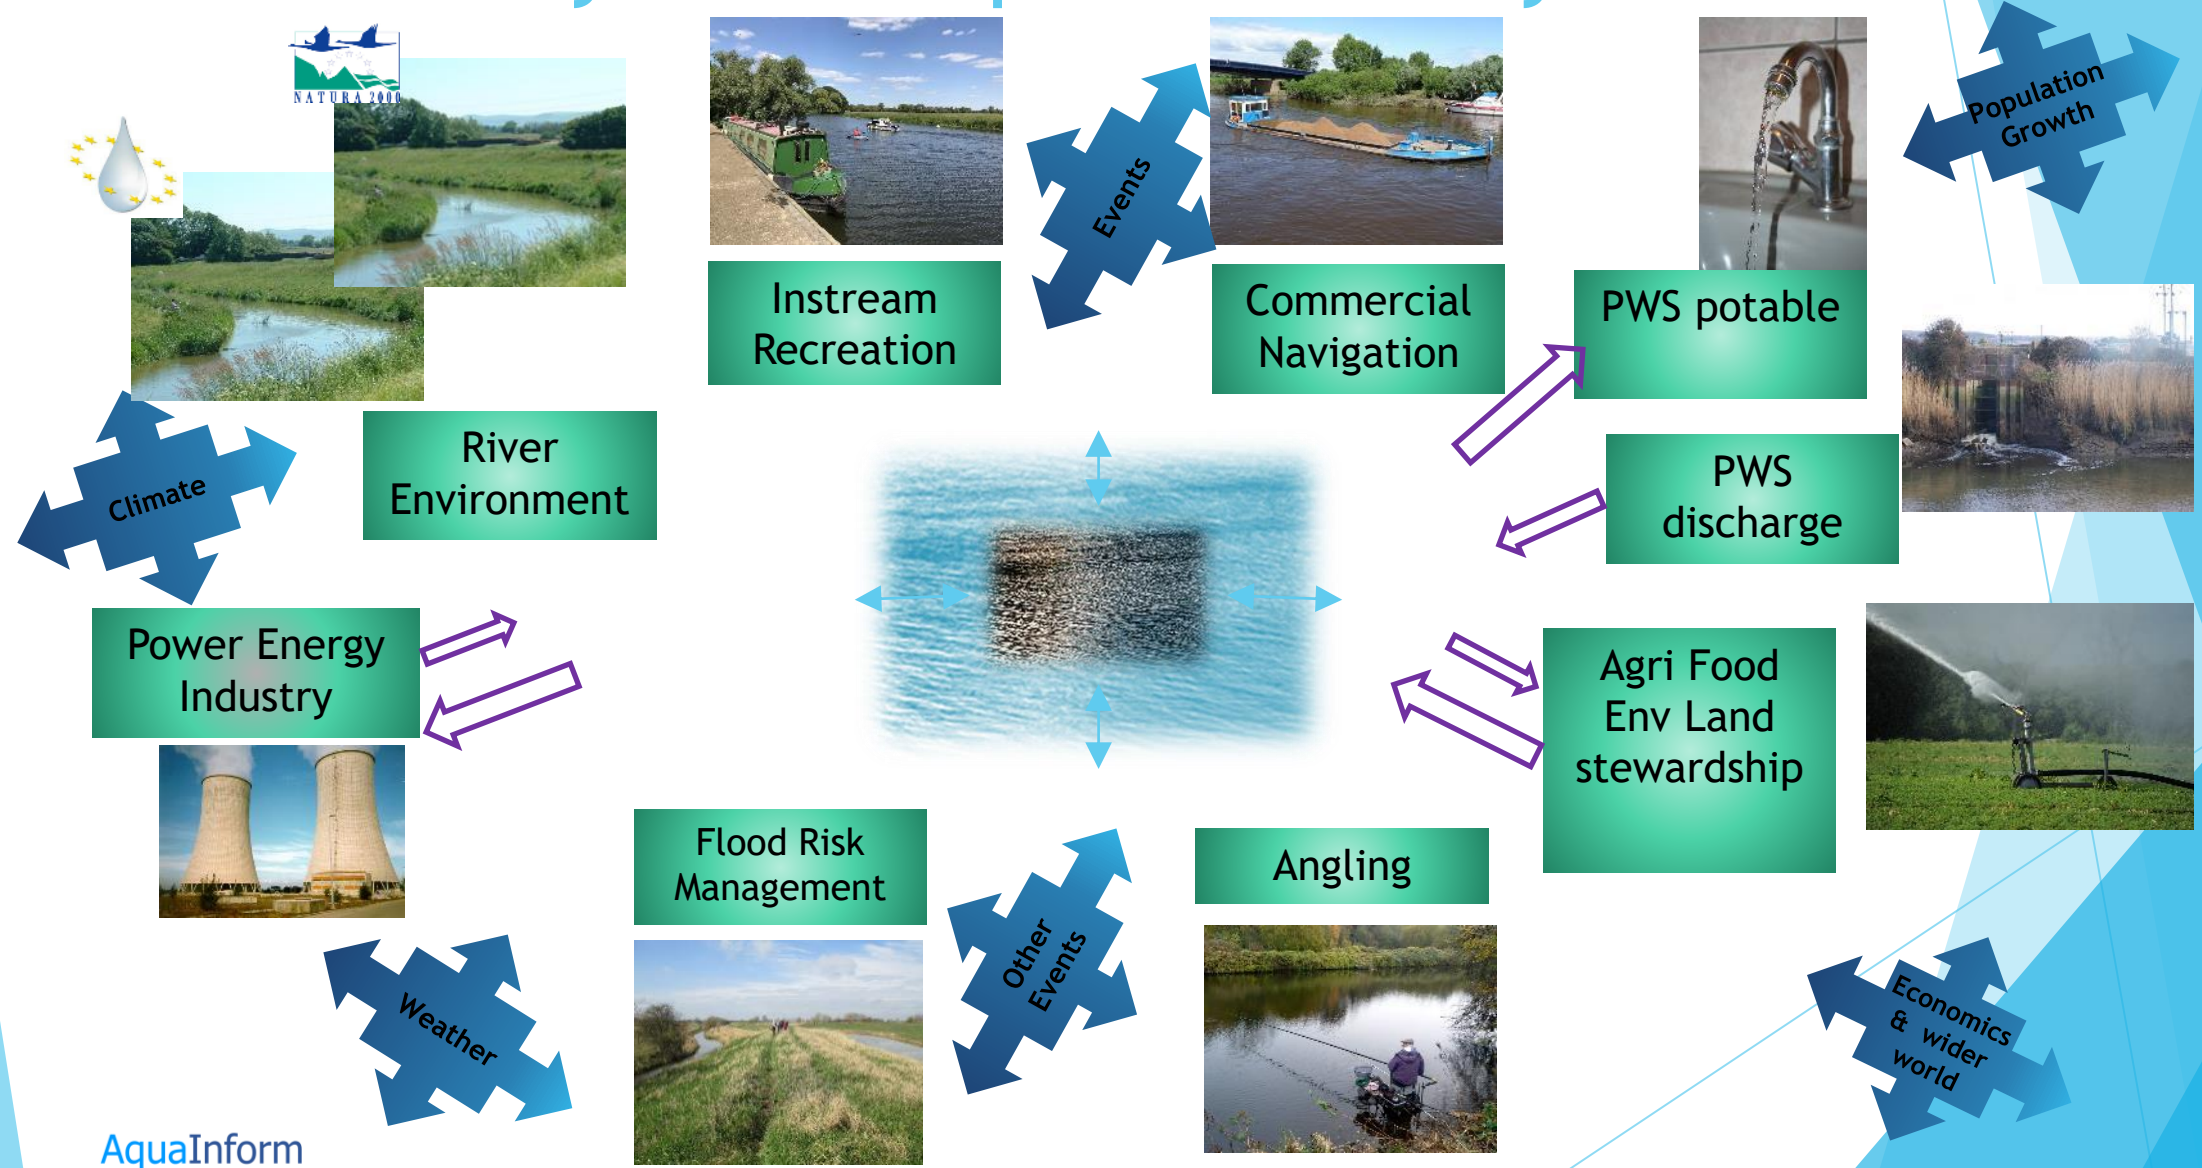 NATURA 2000
Events
Population
Growth
Instream
Recreation
Commercial
Navigation
PWS potable
River
Environment
Climate
PWS
discharge
Power Energy
Industry
Agri Food
Env Land
stewardship
Flood Risk
Management
Other
Events
Angling
Weather
Economics
& wider
world
AquaInform